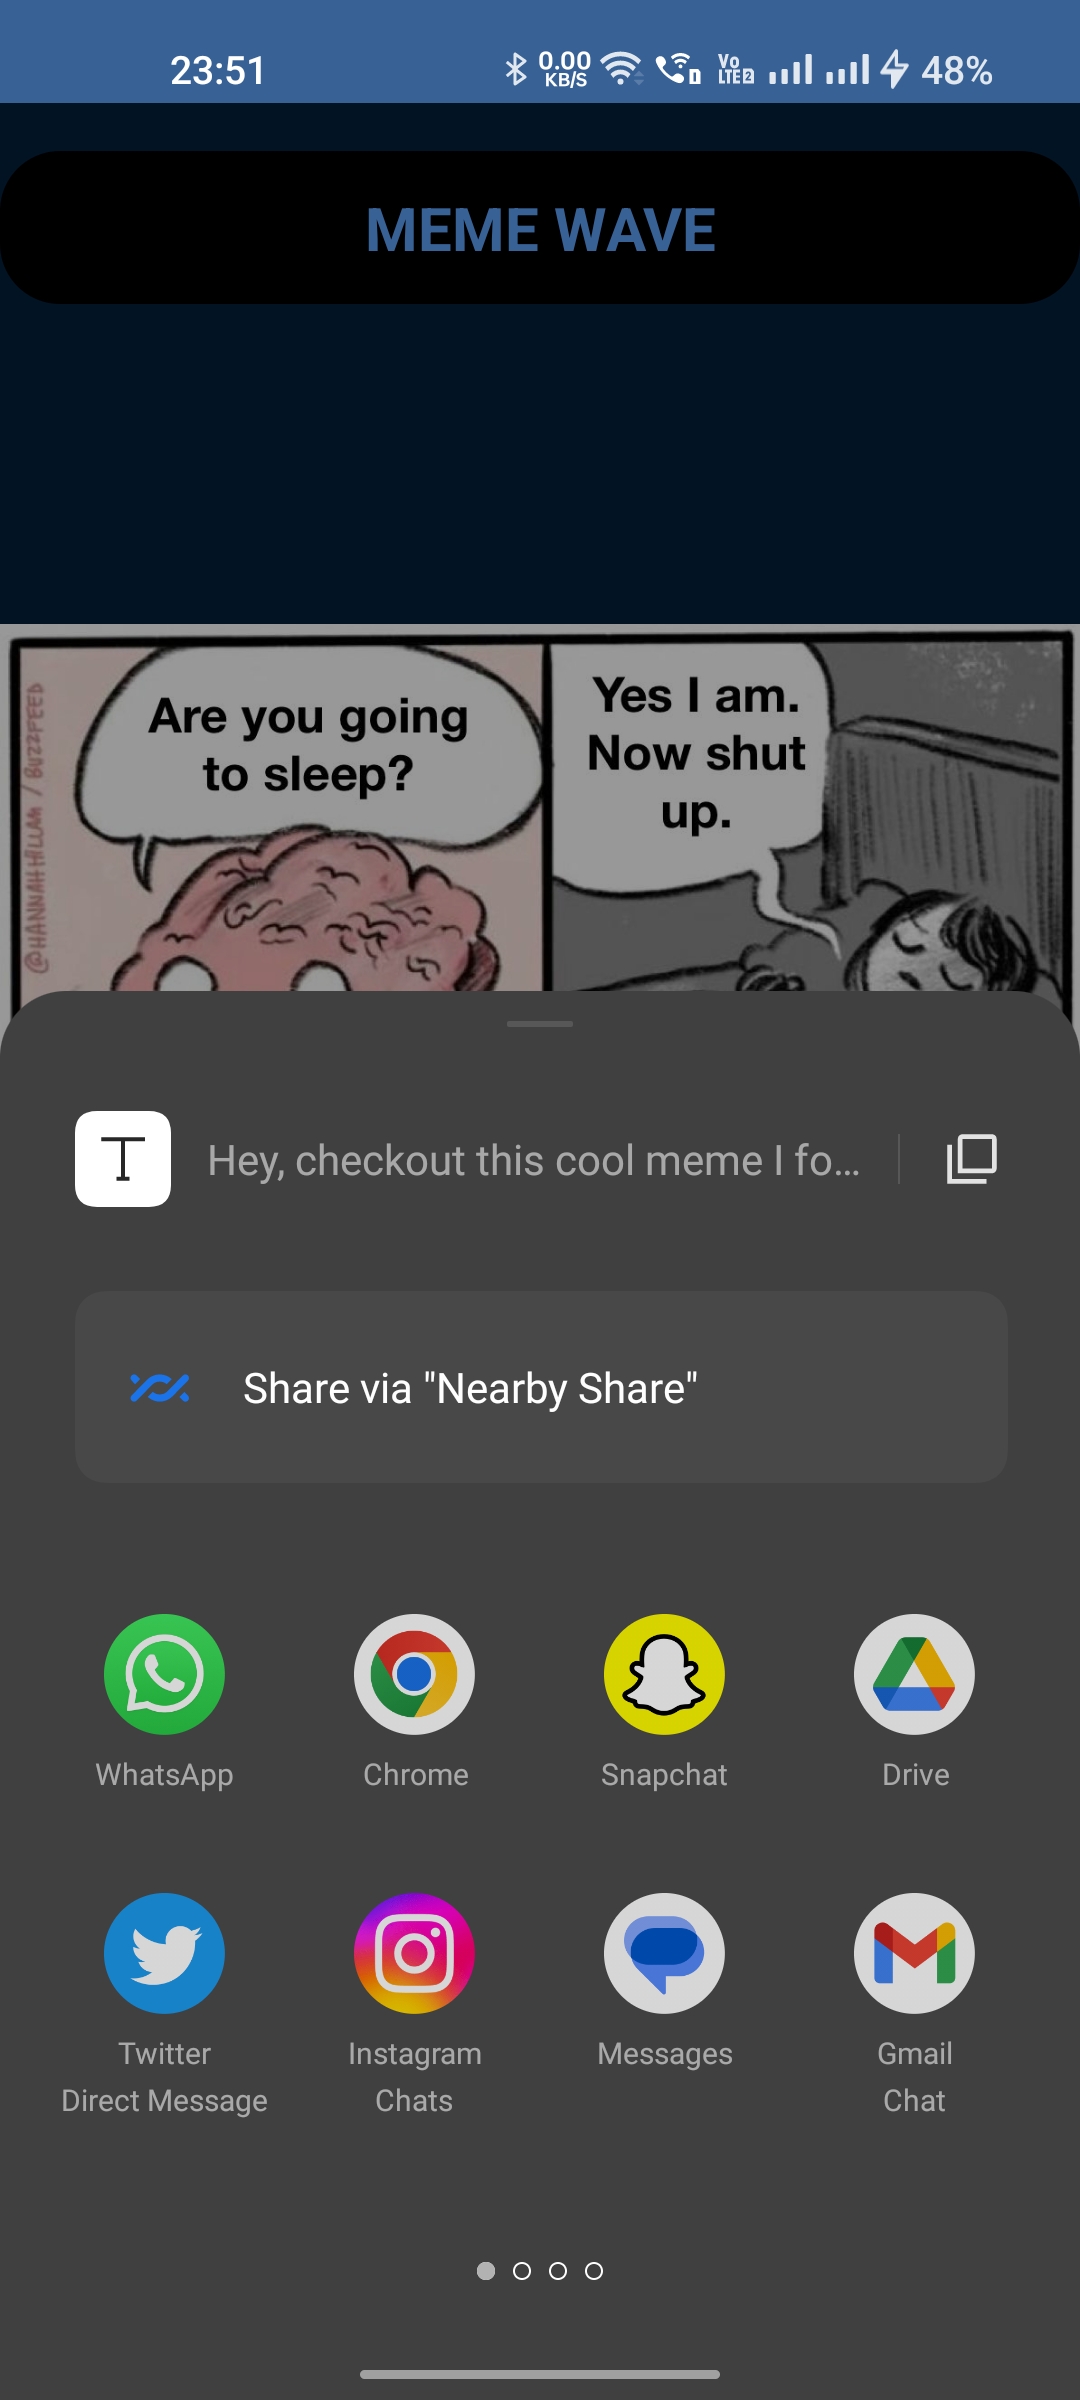 23:51 0.00 KB/S Vo LTE 2 48%
MEME WAVE
@HANNAHHILLAM / BUZZFEED
Are you going
to sleep?
Yes I am.
Now shut
up.
T Hey, checkout this cool meme I fo...
Share via "Nearby Share"
WhatsApp Chrome Snapchat Drive
Twitter Instagram Messages Gmail
Direct Message Chats Chat